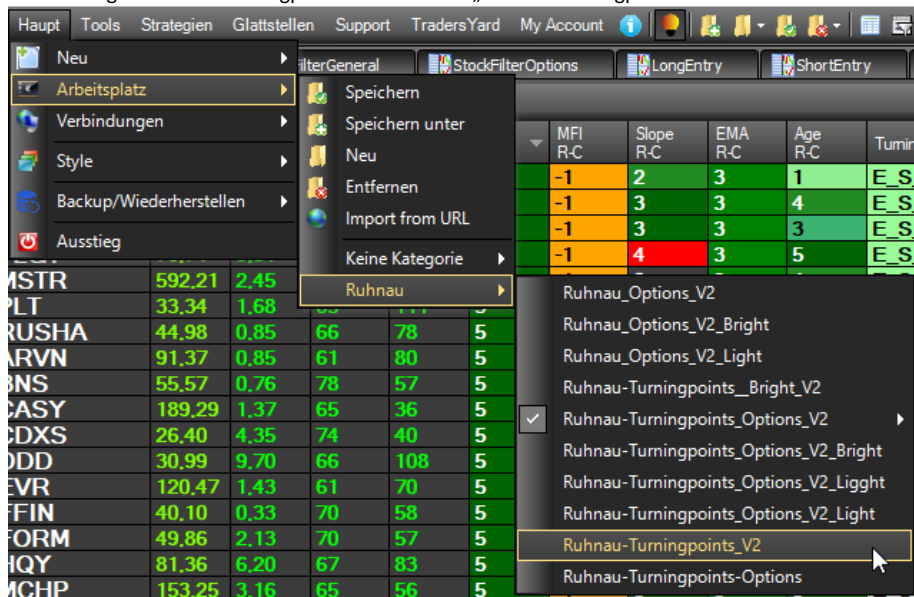 Haupt Tools Strategien Glattstellen Support TradersYard My Account
Neu
Arbeitsplatz
Verbindungen
Style
Backup/Wiederherstellen
Ausstieg
ilterGeneral StockFilterOptions LongEntry ShortEntry
Speichern
Speichern unter
Neu
Entfernen
Import from URL
Keine Kategorie
Ruhnau
MFI R-C Slope R-C EMA R-C Age R-C Turnin
-1 2 3 1 E_S_
-1 3 3 4 E_S_
-1 3 3 3 E_S_
-1 4 3 5 E_S_
MSTR 592,21 2,45
PLT 33,34 1,68
RUSHA 44,98 0,85 66 78 5
ARVN 91,37 0,85 61 80 5
BNS 55,57 0,76 78 57 5
CASY 189,29 1,37 65 36 5
CDXS 26,40 4,35 74 40 5
DDD 30,99 9,70 66 108 5
EVR 120,47 1,43 61 70 5
FFIN 40,10 0,33 70 58 5
FORM 49,86 2,13 70 57 5
HQY 81,36 6,20 67 83 5
MCHP 153,25 3,16 65 56 5
Ruhnau_Options_V2
Ruhnau_Options_V2_Bright
Ruhnau_Options_V2_Light
Ruhnau-Turningpoints__Bright_V2
Ruhnau-Turningpoints_Options_V2
Ruhnau-Turningpoints_Options_V2_Bright
Ruhnau-Turningpoints_Options_V2_Ligght
Ruhnau-Turningpoints_Options_V2_Light
Ruhnau-Turningpoints_V2
Ruhnau-Turningpoints-Options